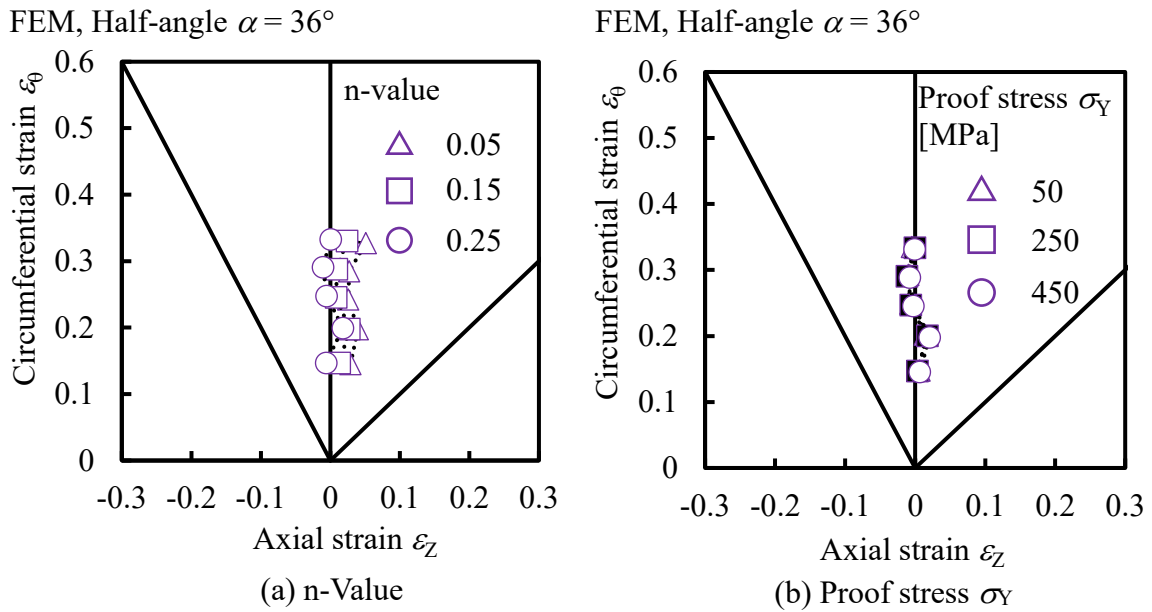 FEM, Half-angle α = 36°
Circumferential strain εθ
0.6
0.5
0.4
0.3
0.2
0.1
0
-0.3 -0.2 -0.1 0 0.1 0.2 0.3
n-value
0.05
0.15
0.25
Axial strain εZ
(a) n-Value
FEM, Half-angle α = 36°
Circumferential strain εθ
0.6
0.5
0.4
0.3
0.2
0.1
0
-0.3 -0.2 -0.1 0 0.1 0.2 0.3
Proof stress σY
[MPa]
50
250
450
Axial strain εZ
(b) Proof stress σY